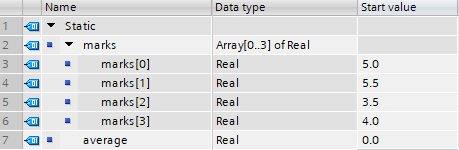 Name Data type Start value
1 Static
2 marks Array[0..3] of Real
3 marks[0] Real 5.0
4 marks[1] Real 5.5
5 marks[2] Real 3.5
6 marks[3] Real 4.0
7 average Real 0.0